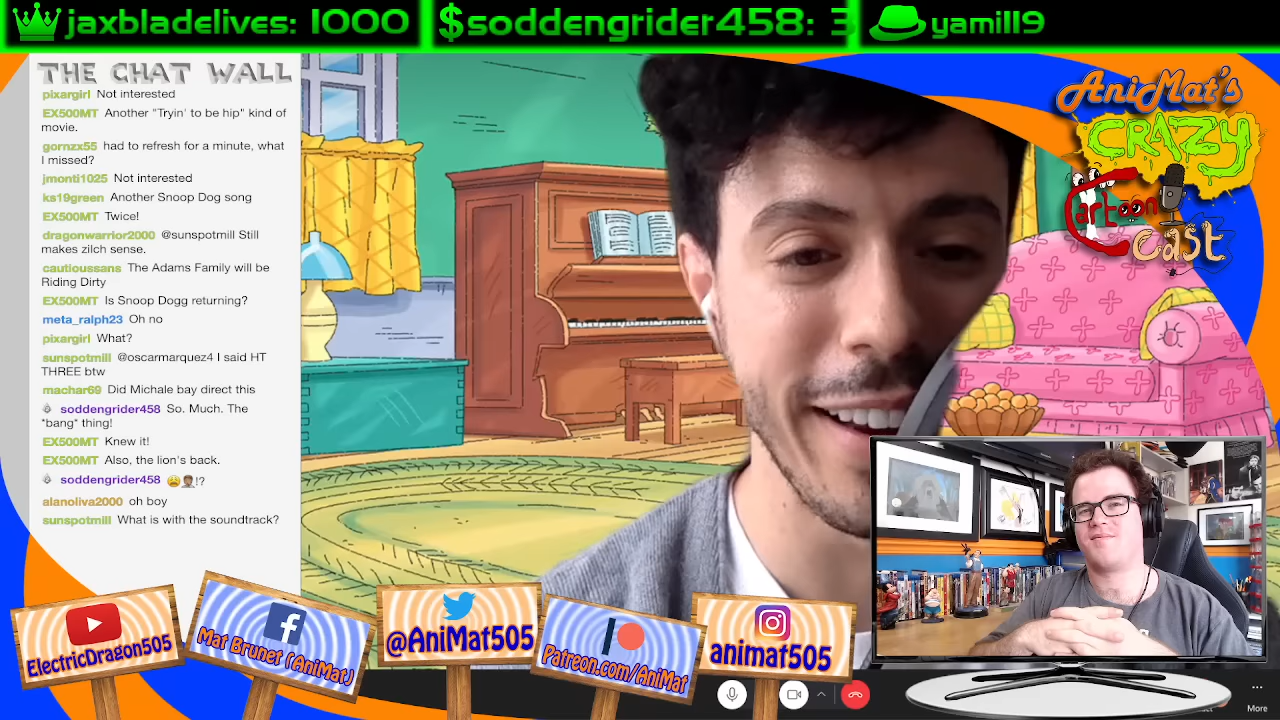 jaxbladelives: 1000
$soddengrider458: 3
yamill9
THE CHAT WALL
pixargirl Not interested
EX500MT Another "Tryin' to be hip" kind of
movie.
gornzx55 had to refresh for a minute, what
I missed?
jmonti1025 Not interested
ks19green Another Snoop Dog song
EX500MT Twice!
dragonwarrior2000 @sunspotmill Still
makes zilch sense.
cautioussans The Adams Family will be
Riding Dirty
EX500MT Is Snoop Dogg returning?
meta_ralph23 Oh no
pixargirl What?
sunspotmill @oscarmarquez4 I said HT
THREE btw
machar69 Did Michale bay direct this
soddengrider458 So. Much. The
*bang* thing!
EX500MT Knew it!
EX500MT Also, the lion's back.
soddengrider458 😩🤦🏾!?
alanoliva2000 oh boy
sunspotmill What is with the soundtrack?
AniMat's
CRAZY
Cartoon
Cast
ElectricDragon505
Mat Brunet (AniMat)
@AniMat505
Patreon.com/AniMat
animat505
More